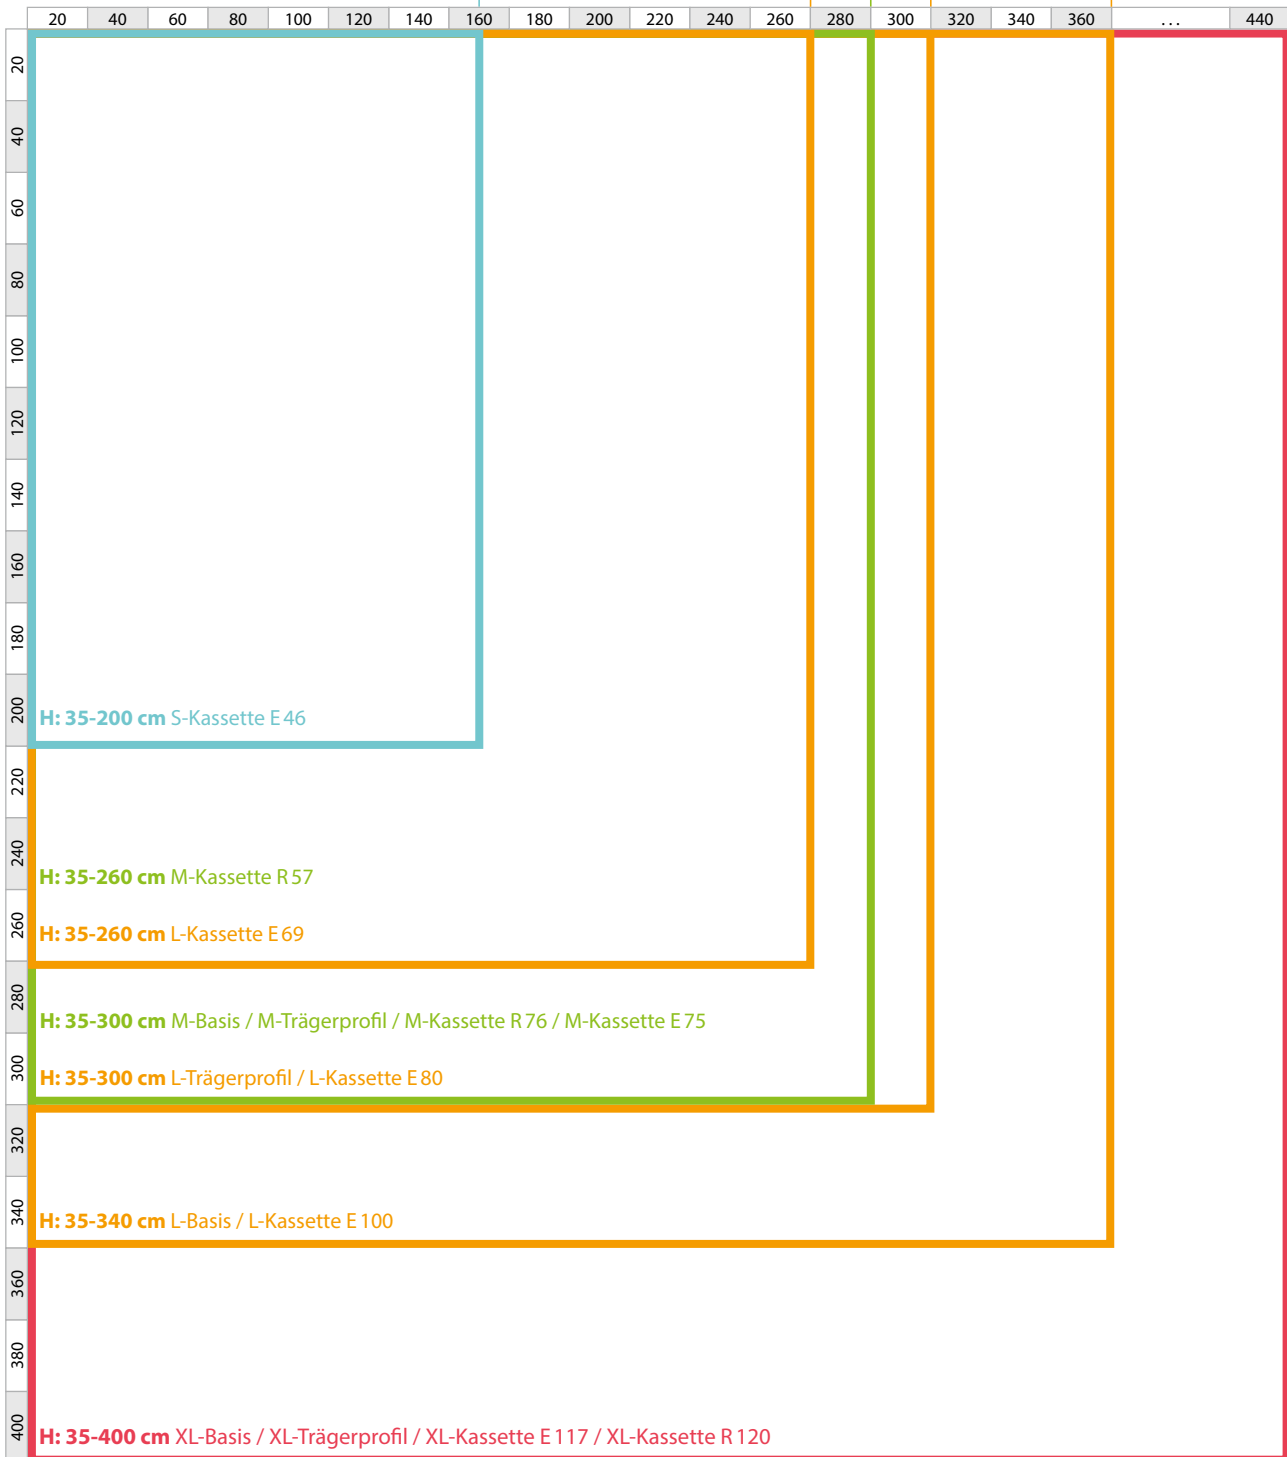 20 40 60 80 100 120 140 160 180 200 220 240 260 280 300 320 340 360 ... 440
20
40
60
80
100
120
140
160
180
200
H: 35-200 cm S-Kassette E 46
220
240
H: 35-260 cm M-Kassette R 57
260
H: 35-260 cm L-Kassette E 69
280
H: 35-300 cm M-Basis / M-Trägerprofil / M-Kassette R 76 / M-Kassette E 75
300
H: 35-300 cm L-Trägerprofil / L-Kassette E 80
320
340
H: 35-340 cm L-Basis / L-Kassette E 100
360
380
400
H: 35-400 cm XL-Basis / XL-Trägerprofil / XL-Kassette E 117 / XL-Kassette R 120